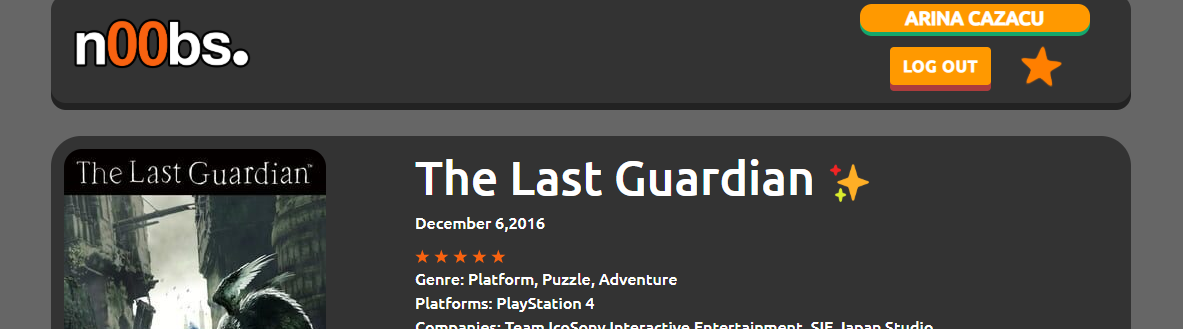 n00bs.
ARINA CAZACU
LOG OUT
The Last Guardian™
The Last Guardian
December 6,2016
Genre: Platform, Puzzle, Adventure
Platforms: PlayStation 4
Companies: Team IcoSony Interactive Entertainment, SIE Japan Studio